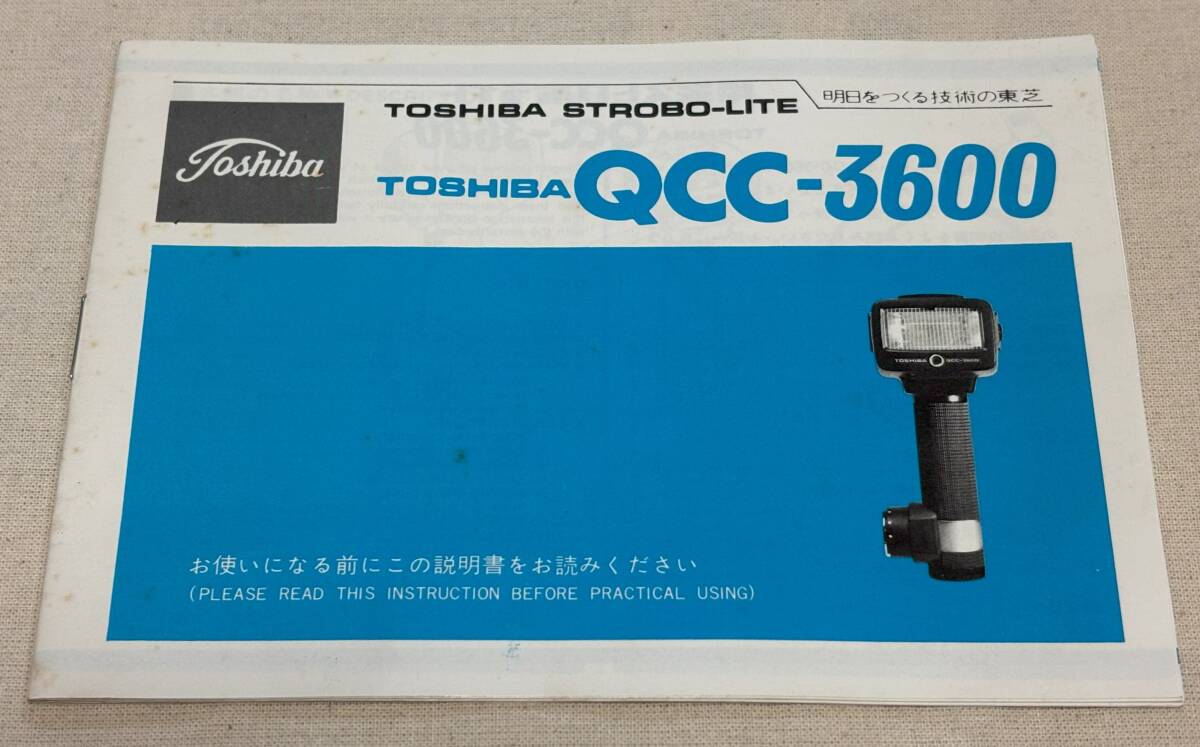 明日をつくる技術の東芝
TOSHIBA STROBO-LITE
Toshiba
TOSHIBA QCC-3600
TOSHIBA QCC-3600
お使いになる前にこの説明書をお読みください
(PLEASE READ THIS INSTRUCTION BEFORE PRACTICAL USING)